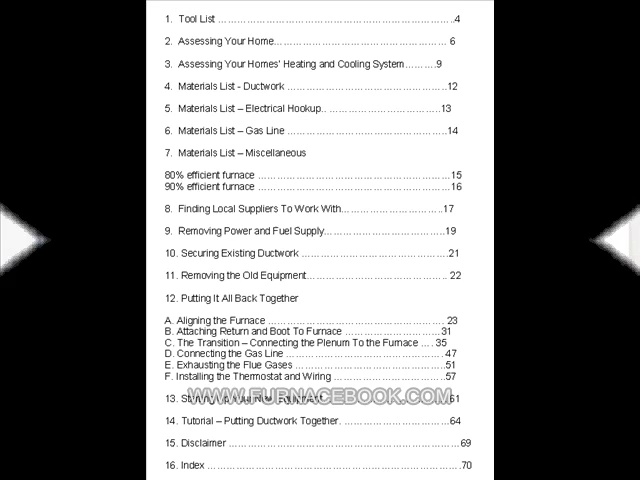 1. Tool List ……………………………………………………………..4
2. Assessing Your Home……………………………………………. 6
3. Assessing Your Homes' Heating and Cooling System……….9
4. Materials List - Ductwork …………………………………………..12
5. Materials List – Electrical Hookup.. ……………………………..13
6. Materials List – Gas Line …………………………………………..14
7. Materials List – Miscellaneous
80% efficient furnace …………………………………………………15
90% efficient furnace …………………………………………………16
8. Finding Local Suppliers To Work With…………………………..17
9. Removing Power and Fuel Supply………………………………..19
10. Securing Existing Ductwork ………………………………………21
11. Removing the Old Equipment…………………………………….. 22
12. Putting It All Back Together
A. Aligning the Furnace ……………………………………………… 23
B. Attaching Return and Boot To Furnace …………………………31
C. The Transition – Connecting the Plenum To the Furnace …. 35
D. Connecting the Gas Line …………………………………………..47
E. Exhausting the Flue Gases ………………………………………..51
F. Installing the Thermostat and Wiring …………………………….57
13. Starting Up Your New Equipment 61
WWW.FURNACEBOOK.COM
14. Tutorial – Putting Ductwork Together. ……………………………64
15. Disclaimer ………………………………………………………………69
16. Index …………………………………………………………………….70